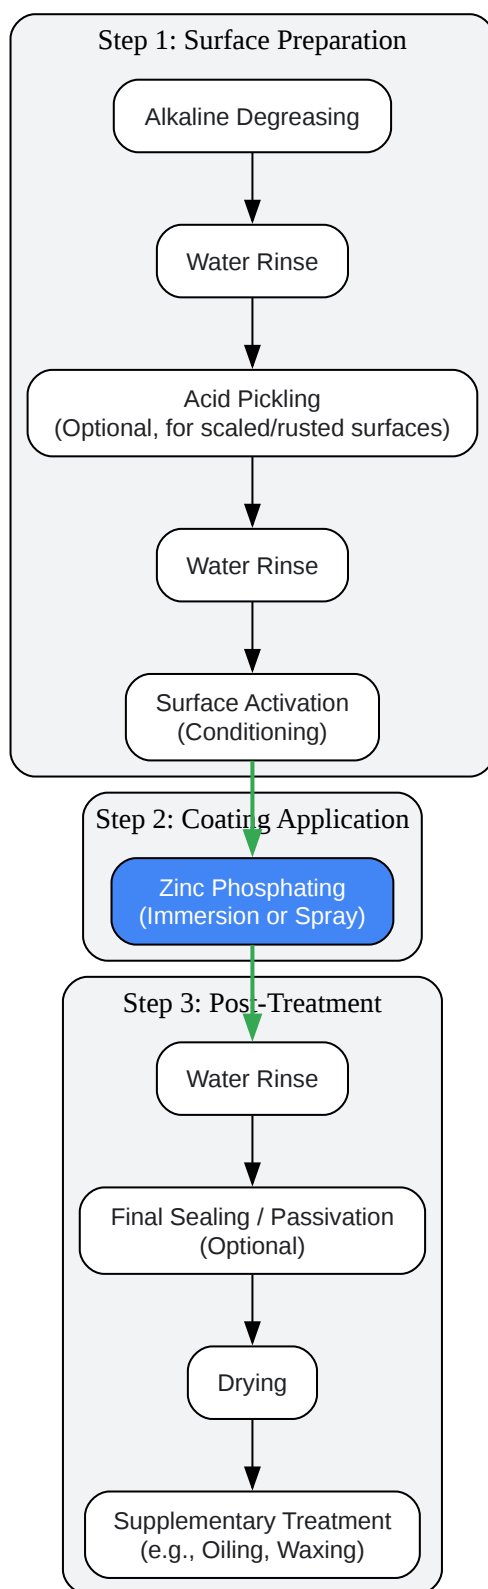 Step 1: Surface Preparation
Alkaline Degreasing
Water Rinse
Acid Pickling
(Optional, for scaled/rusted surfaces)
Water Rinse
Surface Activation
(Conditioning)
Step 2: Coating Application
Zinc Phosphating
(Immersion or Spray)
Step 3: Post-Treatment
Water Rinse
Final Sealing / Passivation
(Optional)
Drying
Supplementary Treatment
(e.g., Oiling, Waxing)